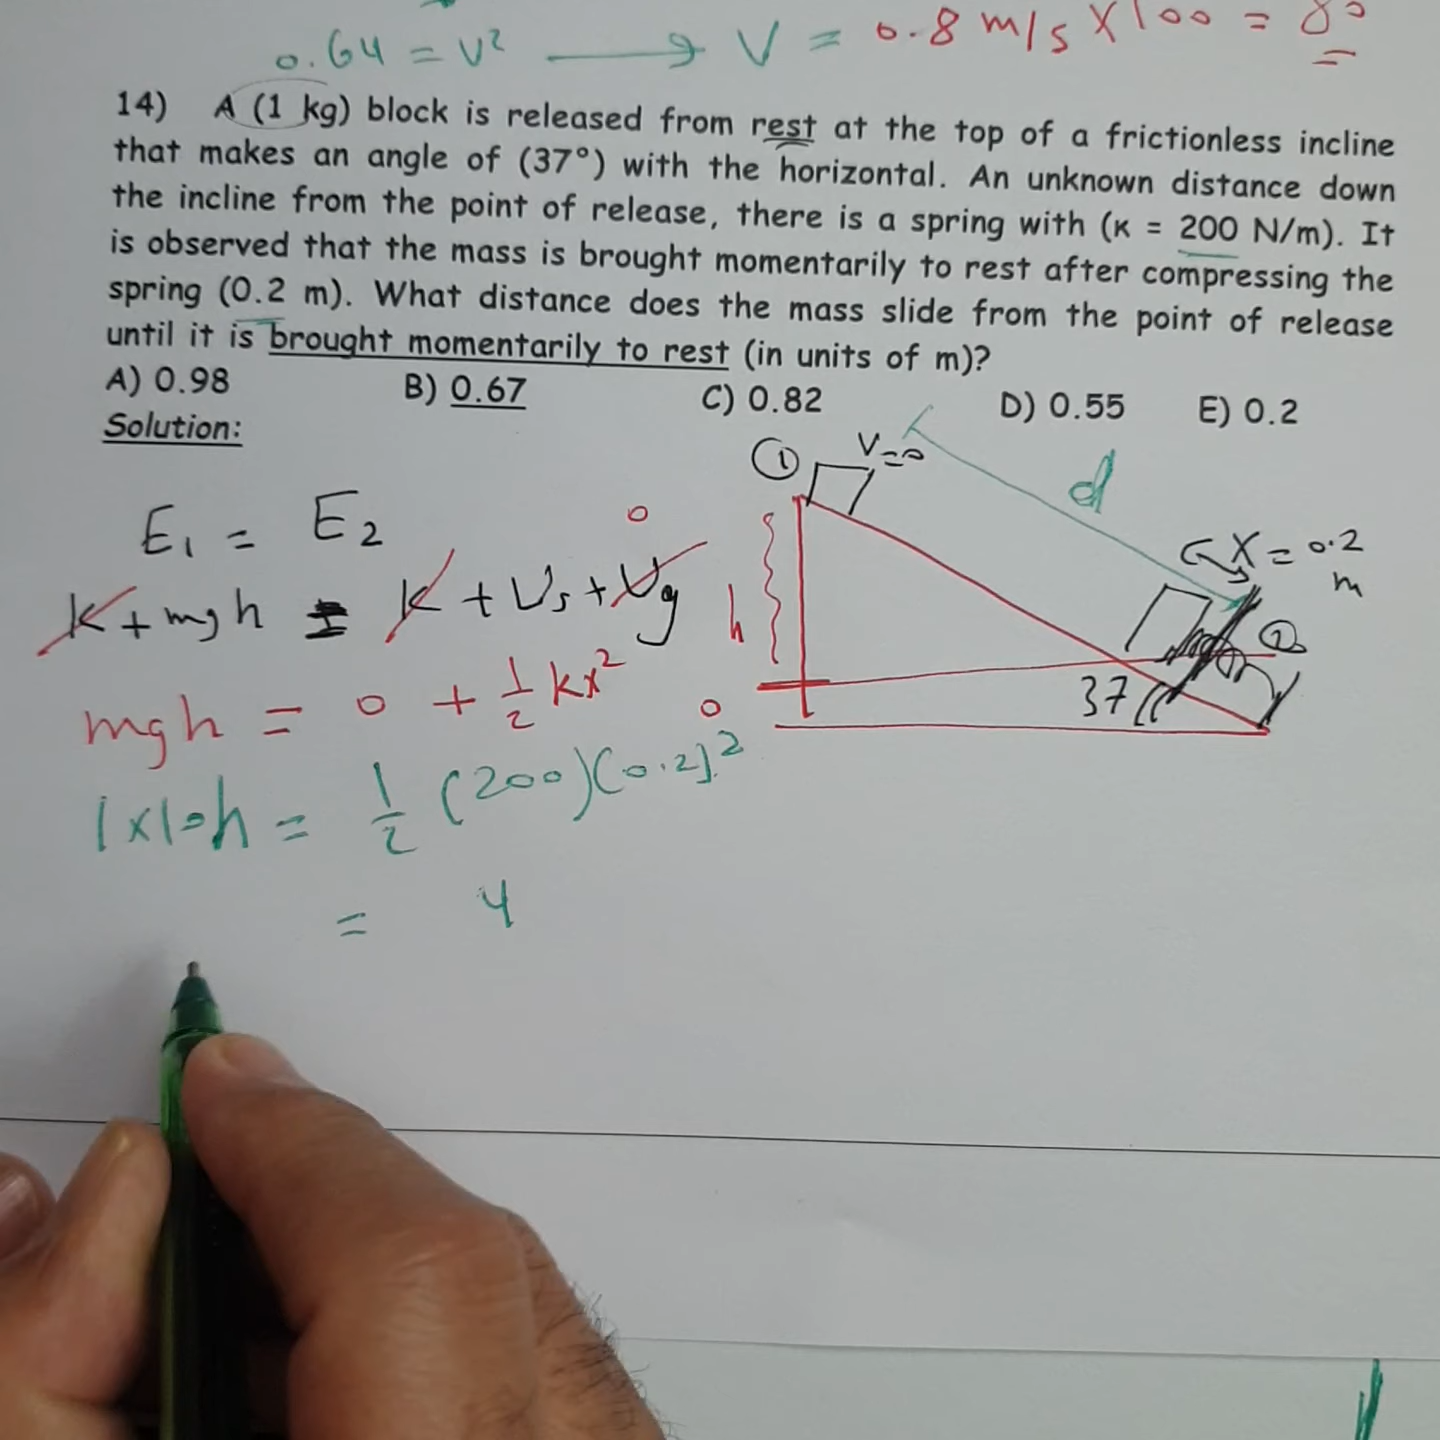 0.64 = V² → V = 0.8 m/s X100 = 80
14) A (1 kg) block is released from rest at the top of a frictionless incline
that makes an angle of (37°) with the horizontal. An unknown distance down
the incline from the point of release, there is a spring with (κ = 200 N/m). It
is observed that the mass is brought momentarily to rest after compressing the
spring (0.2 m). What distance does the mass slide from the point of release
until it is brought momentarily to rest (in units of m)?
A) 0.98 B) 0.67 C) 0.82 D) 0.55 E) 0.2
Solution:
① V=0
d
X = 0.2 m
②
h
37
E₁ = E₂
K + mgh = K + Us + Ug 0
mgh = 0 + 1/2 kx²
0
1x10h = 1/2 (200)(0.2)²
= 4